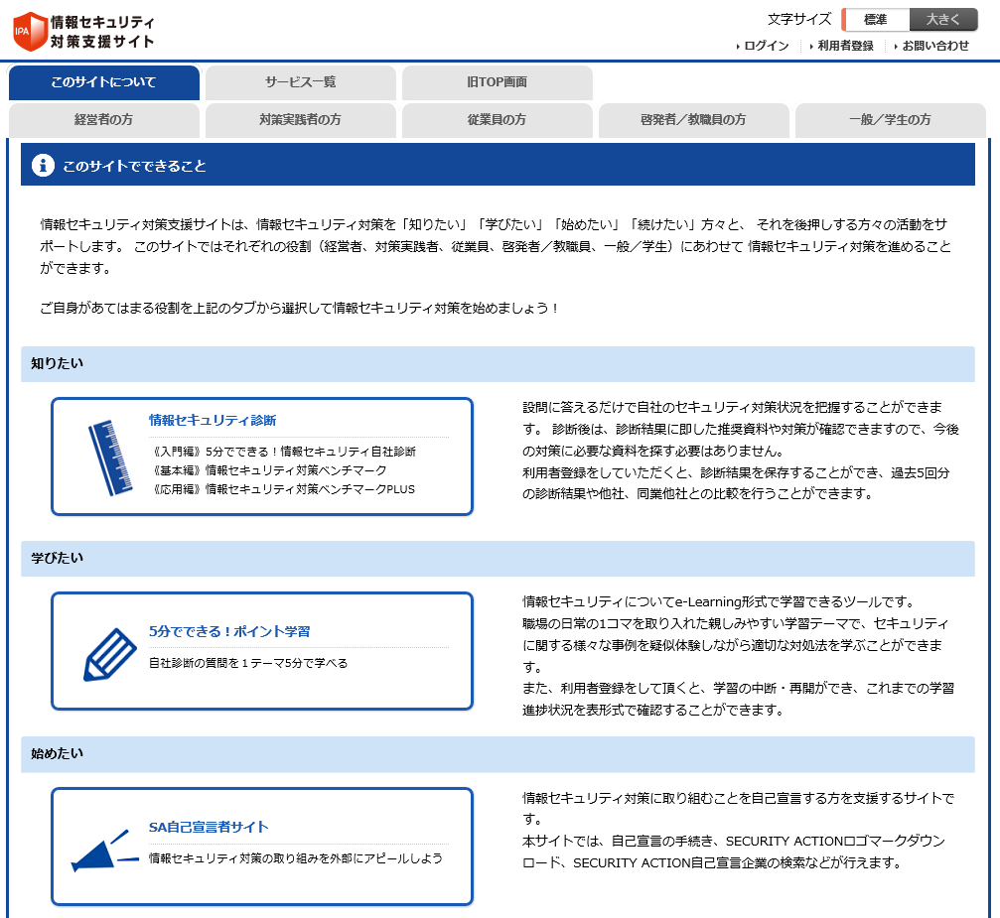 IPA
情報セキュリティ
対策支援サイト
文字サイズ 標準 大きく
ログイン 利用者登録 お問い合わせ
このサイトについて サービス一覧 旧TOP画面
経営者の方 対策実践者の方 従業員の方 啓発者／教職員の方 一般／学生の方
このサイトでできること
情報セキュリティ対策支援サイトは、情報セキュリティ対策を「知りたい」「学びたい」「始めたい」「続けたい」方々と、 それを後押しする方々の活動をサ
ポートします。 このサイトではそれぞれの役割（経営者、対策実践者、従業員、啓発者／教職員、一般／学生）にあわせて 情報セキュリティ対策を進めること
ができます。
ご自身があてはまる役割を上記のタブから選択して情報セキュリティ対策を始めましょう！
知りたい
情報セキュリティ診断
《入門編》5分でできる！情報セキュリティ自社診断
《基本編》情報セキュリティ対策ベンチマーク
《応用編》情報セキュリティ対策ベンチマークPLUS
設問に答えるだけで自社のセキュリティ対策状況を把握することができま
す。 診断後は、診断結果に即した推奨資料や対策が確認できますので、今後
の対策に必要な資料を探す必要はありません。
利用者登録をしていただくと、診断結果を保存することができ、過去5回分
の診断結果や他社、同業他社との比較を行うことができます。
学びたい
5分でできる！ポイント学習
自社診断の質問を１テーマ5分で学べる
情報セキュリティについてe-Learning形式で学習できるツールです。
職場の日常の1コマを取り入れた親しみやすい学習テーマで、セキュリティ
に関する様々な事例を疑似体験しながら適切な対処法を学ぶことができま
す。
また、利用者登録をして頂くと、学習の中断・再開ができ、これまでの学習
進捗状況を表形式で確認することができます。
始めたい
SA自己宣言者サイト
情報セキュリティ対策の取り組みを外部にアピールしよう
情報セキュリティ対策に取り組むことを自己宣言する方を支援するサイトで
す。
本サイトでは、自己宣言の手続き、SECURITY ACTIONロゴマークダウン
ロード、SECURITY ACTION自己宣言企業の検索などが行えます。